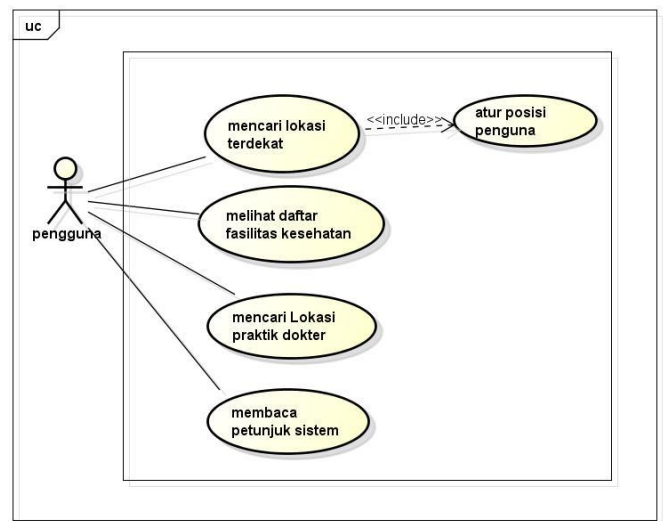 uc
mencari lokasi
terdekat
<<include>>
atur posisi
penguna
pengguna
melihat daftar
fasilitas kesehatan
mencari Lokasi
praktik dokter
membaca
petunjuk sistem